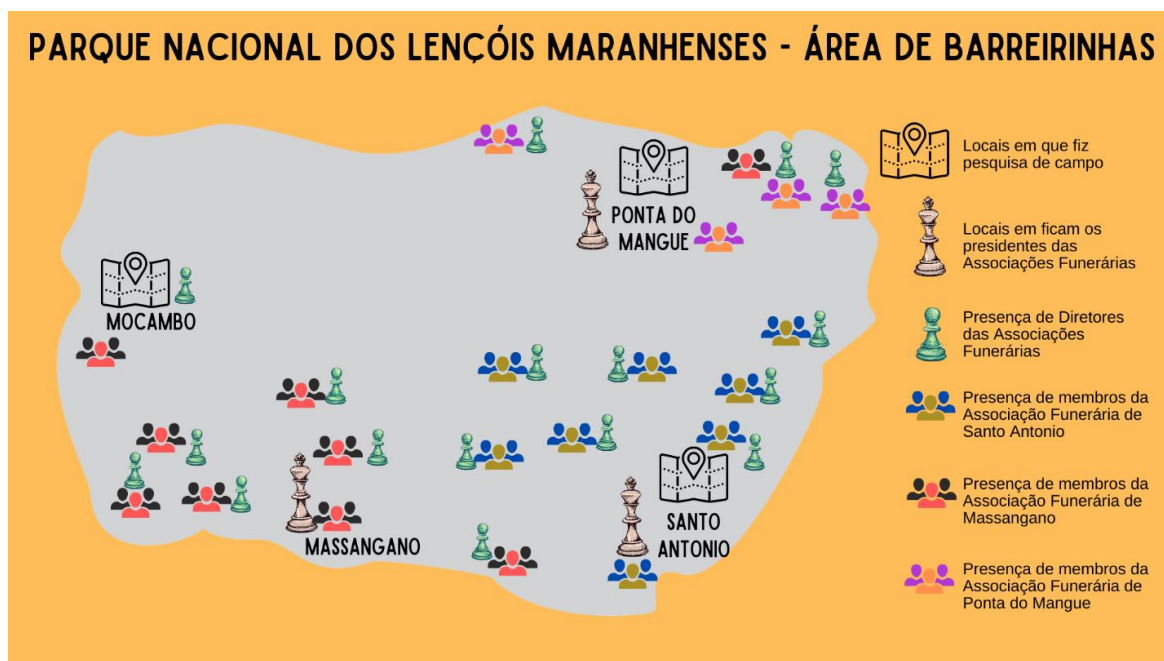 PARQUE NACIONAL DOS LENÇÓIS MARANHENSES - ÁREA DE BARREIRINHAS
PONTA DO
MANGUE
MOCAMBO
MASSANGANO
SANTO
ANTONIO
Locais em que fiz
pesquisa de campo
Locais em ficam os
presidentes das
Associações Funerárias
Presença de Diretores
das Associações
Funerárias
Presença de membros da
Associação Funerária de
Santo Antonio
Presença de membros da
Associação Funerária de
Massangano
Presença de membros da
Associação Funerária de
Ponta do Mangue